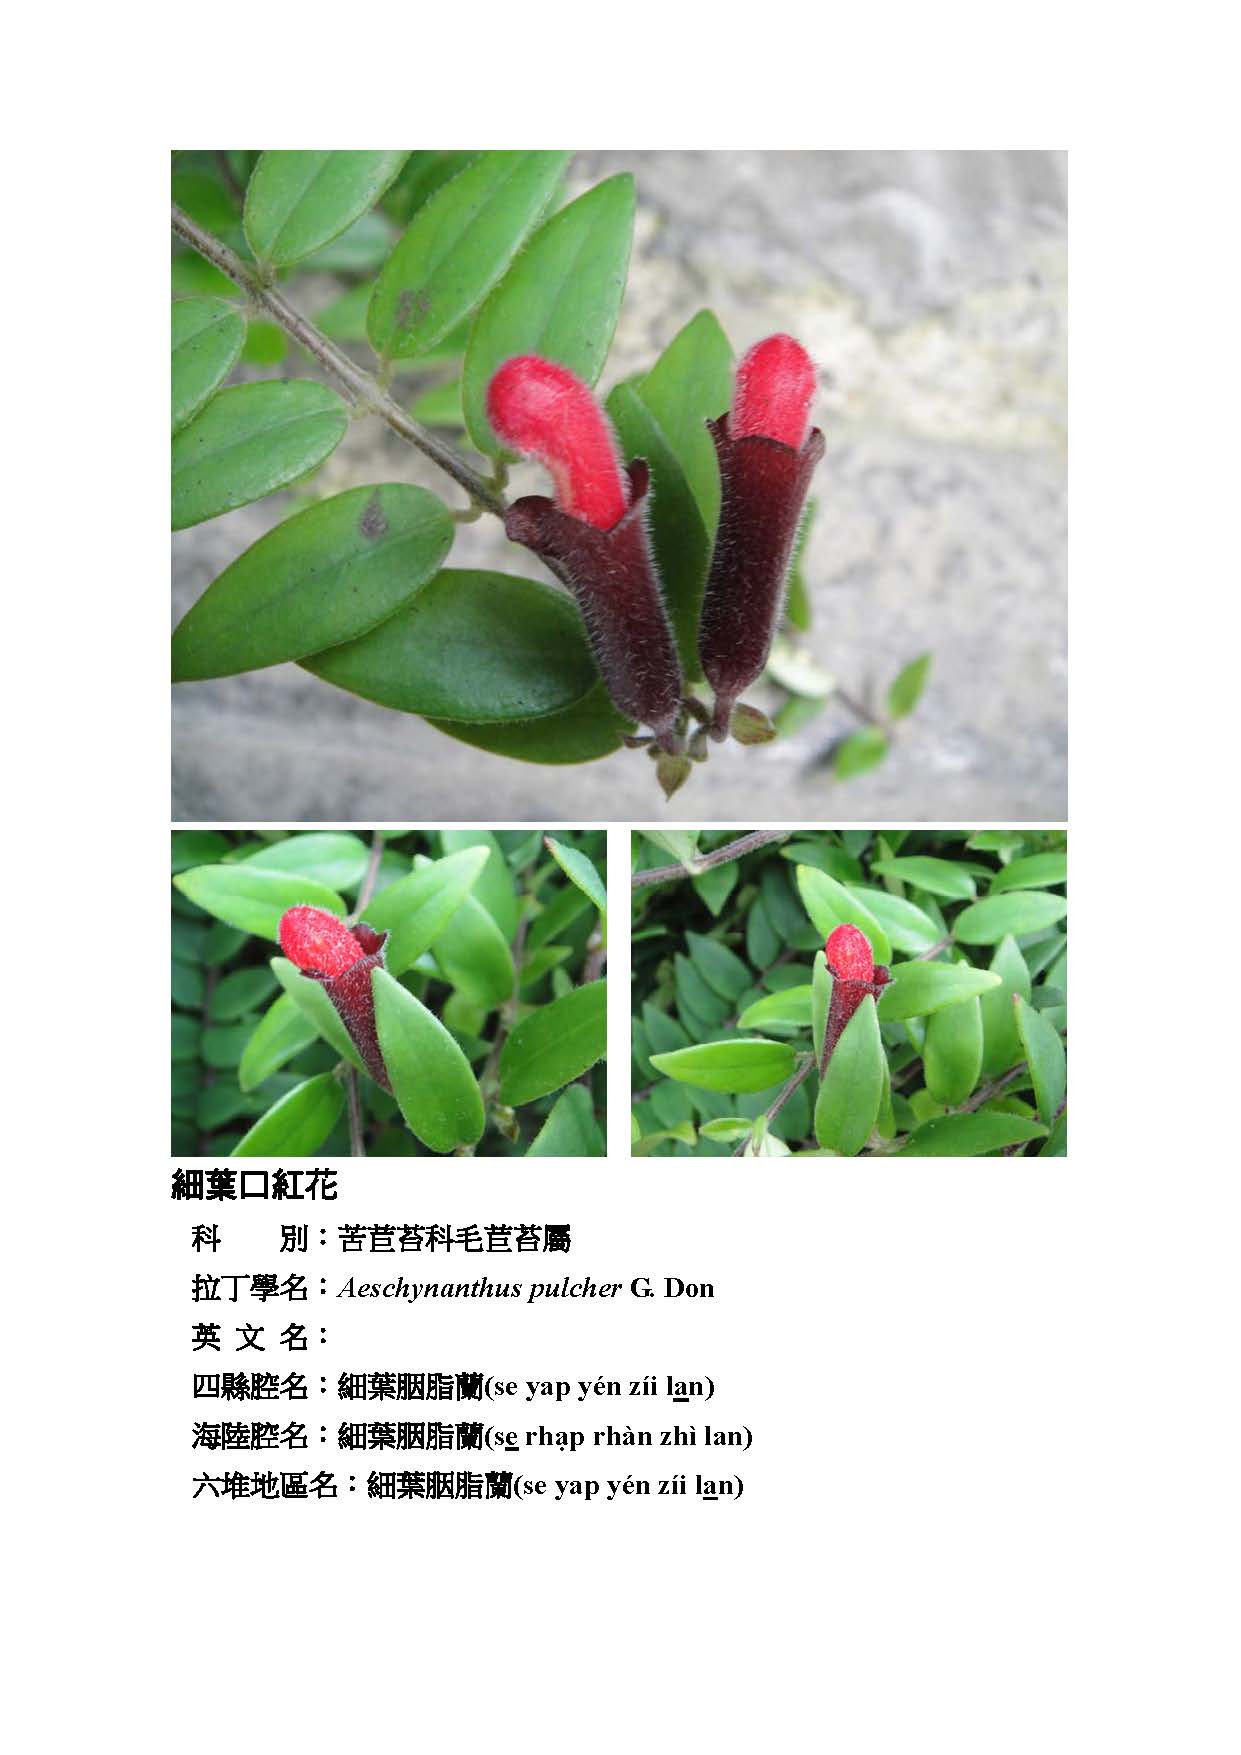 細葉口紅花
科　　別：苦苣苔科毛苣苔屬
拉丁學名：Aeschynanthus pulcher G. Don
英 文 名：
四縣腔名：細葉胭脂蘭(se yap yén zíi lan)
海陸腔名：細葉胭脂蘭(se rhạp rhàn zhì lan)
六堆地區名：細葉胭脂蘭(se yap yén zíi lan)